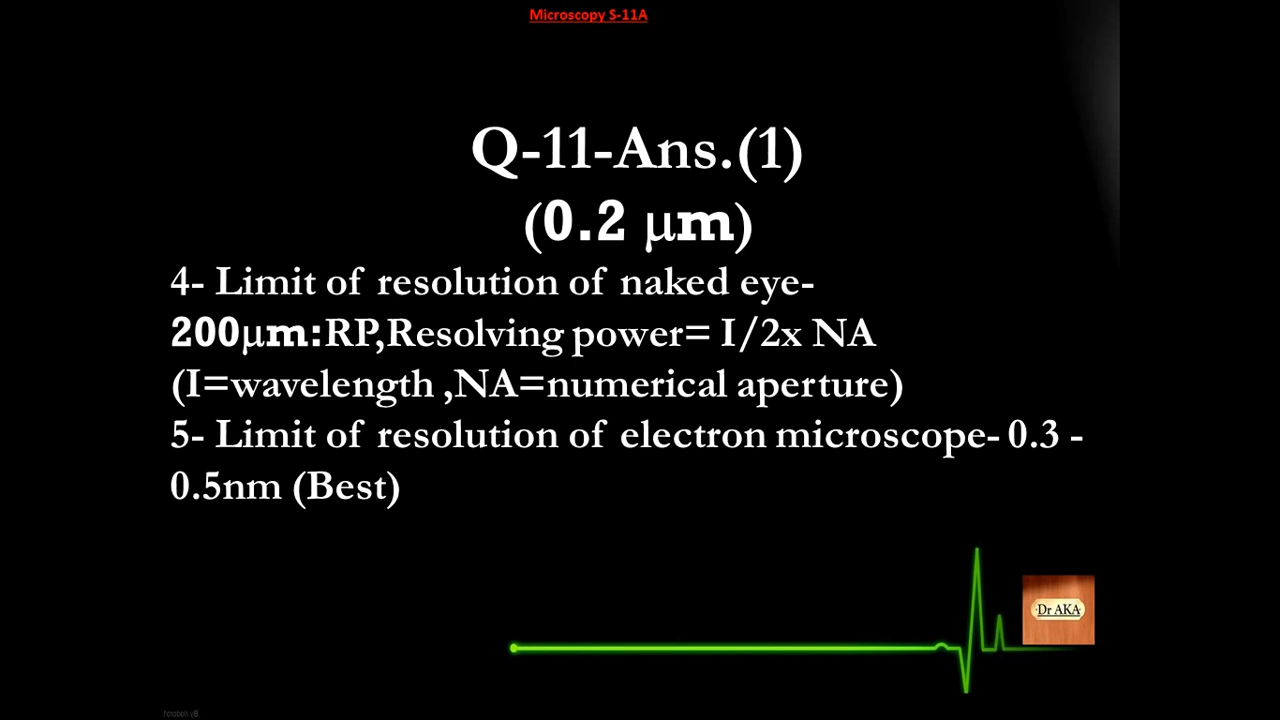 Microscopy S-11A
Q-11-Ans.(1)
(0.2 μm)
4- Limit of resolution of naked eye-
200μm:RP,Resolving power= I/2x NA
(I=wavelength ,NA=numerical aperture)
5- Limit of resolution of electron microscope- 0.3 -
0.5nm (Best)
Dr AKA